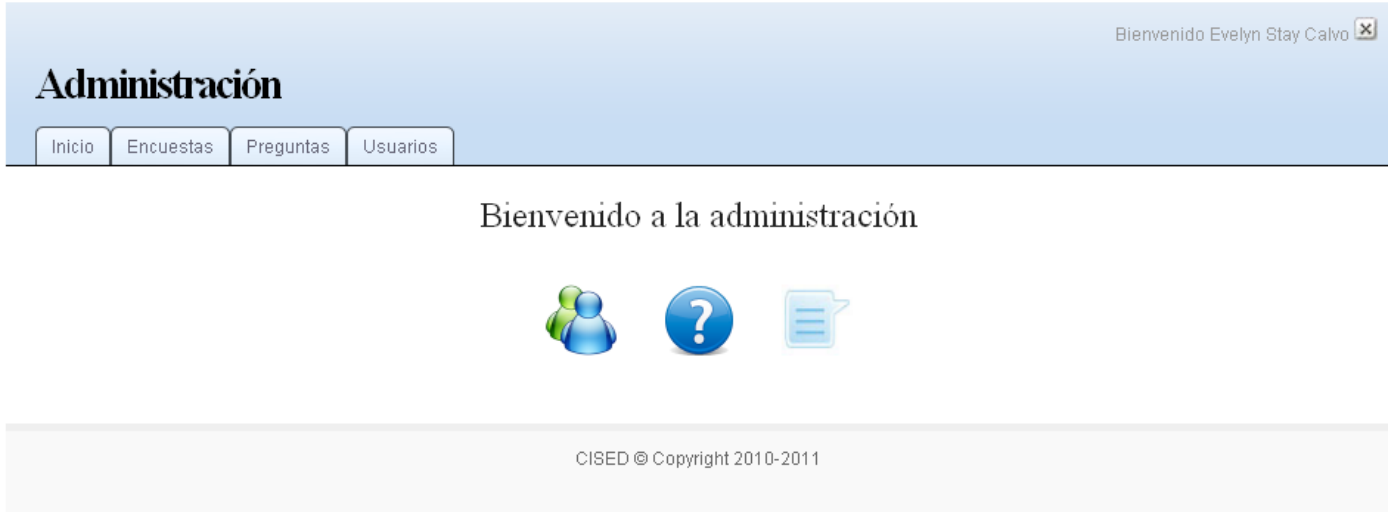 Bienvenido Evelyn Stay Calvo
Administración
Inicio Encuestas Preguntas Usuarios
Bienvenido a la administración
?
CISED © Copyright 2010-2011